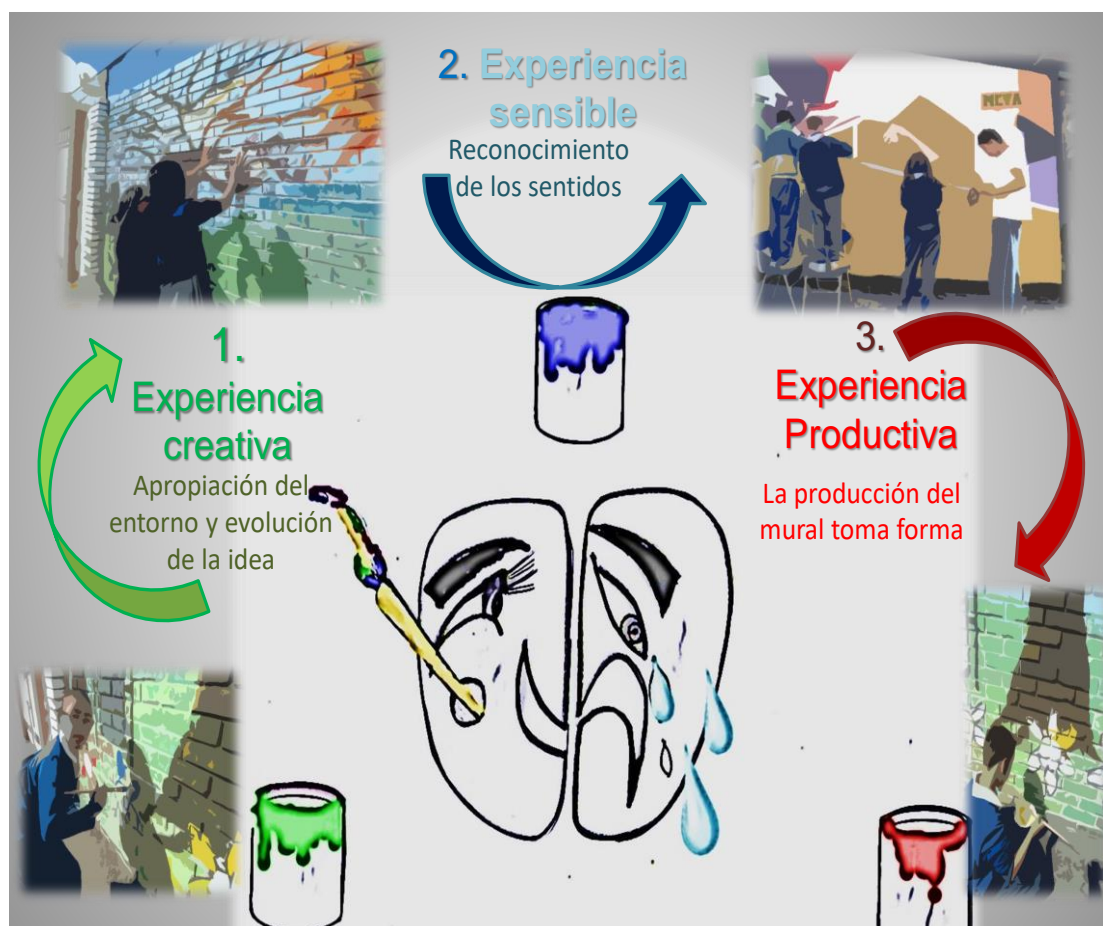 1.
Experiencia
creativa
Apropiación del
entorno y evolución
de la idea
2. Experiencia
sensible
Reconocimiento
de los sentidos
3.
Experiencia
Productiva
La producción del
mural toma forma